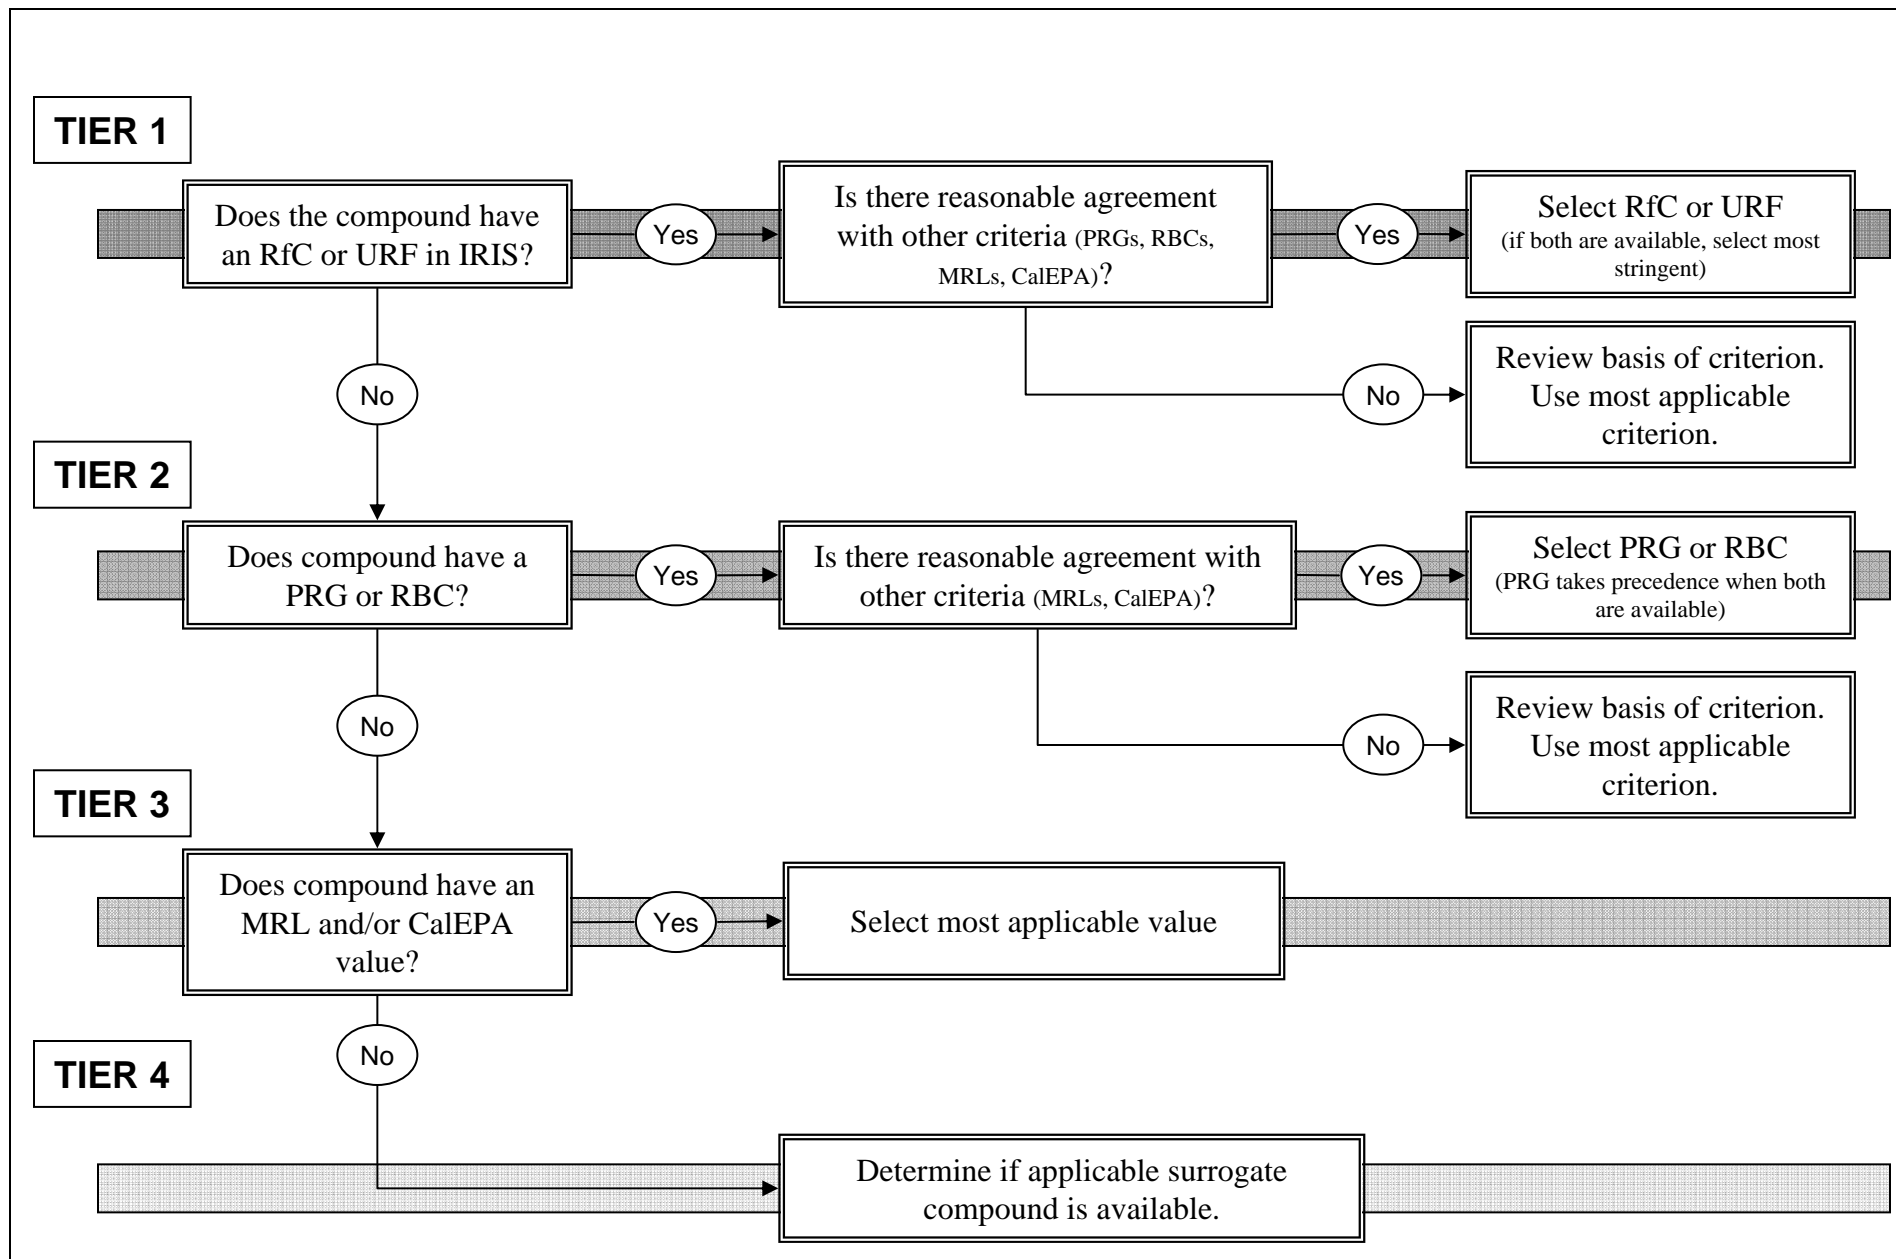 TIER 1
Does the compound have
an RfC or URF in IRIS?
Yes
Is there reasonable agreement
with other criteria (PRGs, RBCs,
MRLs, CalEPA)?
Yes
Select RfC or URF
(if both are available, select most
stringent)
No
No
Review basis of criterion.
Use most applicable
criterion.
TIER 2
Does compound have a
PRG or RBC?
Yes
Is there reasonable agreement with
other criteria (MRLs, CalEPA)?
Yes
Select PRG or RBC
(PRG takes precedence when both
are available)
No
No
Review basis of criterion.
Use most applicable
criterion.
TIER 3
Does compound have an
MRL and/or CalEPA
value?
Yes
Select most applicable value
No
TIER 4
Determine if applicable surrogate
compound is available.